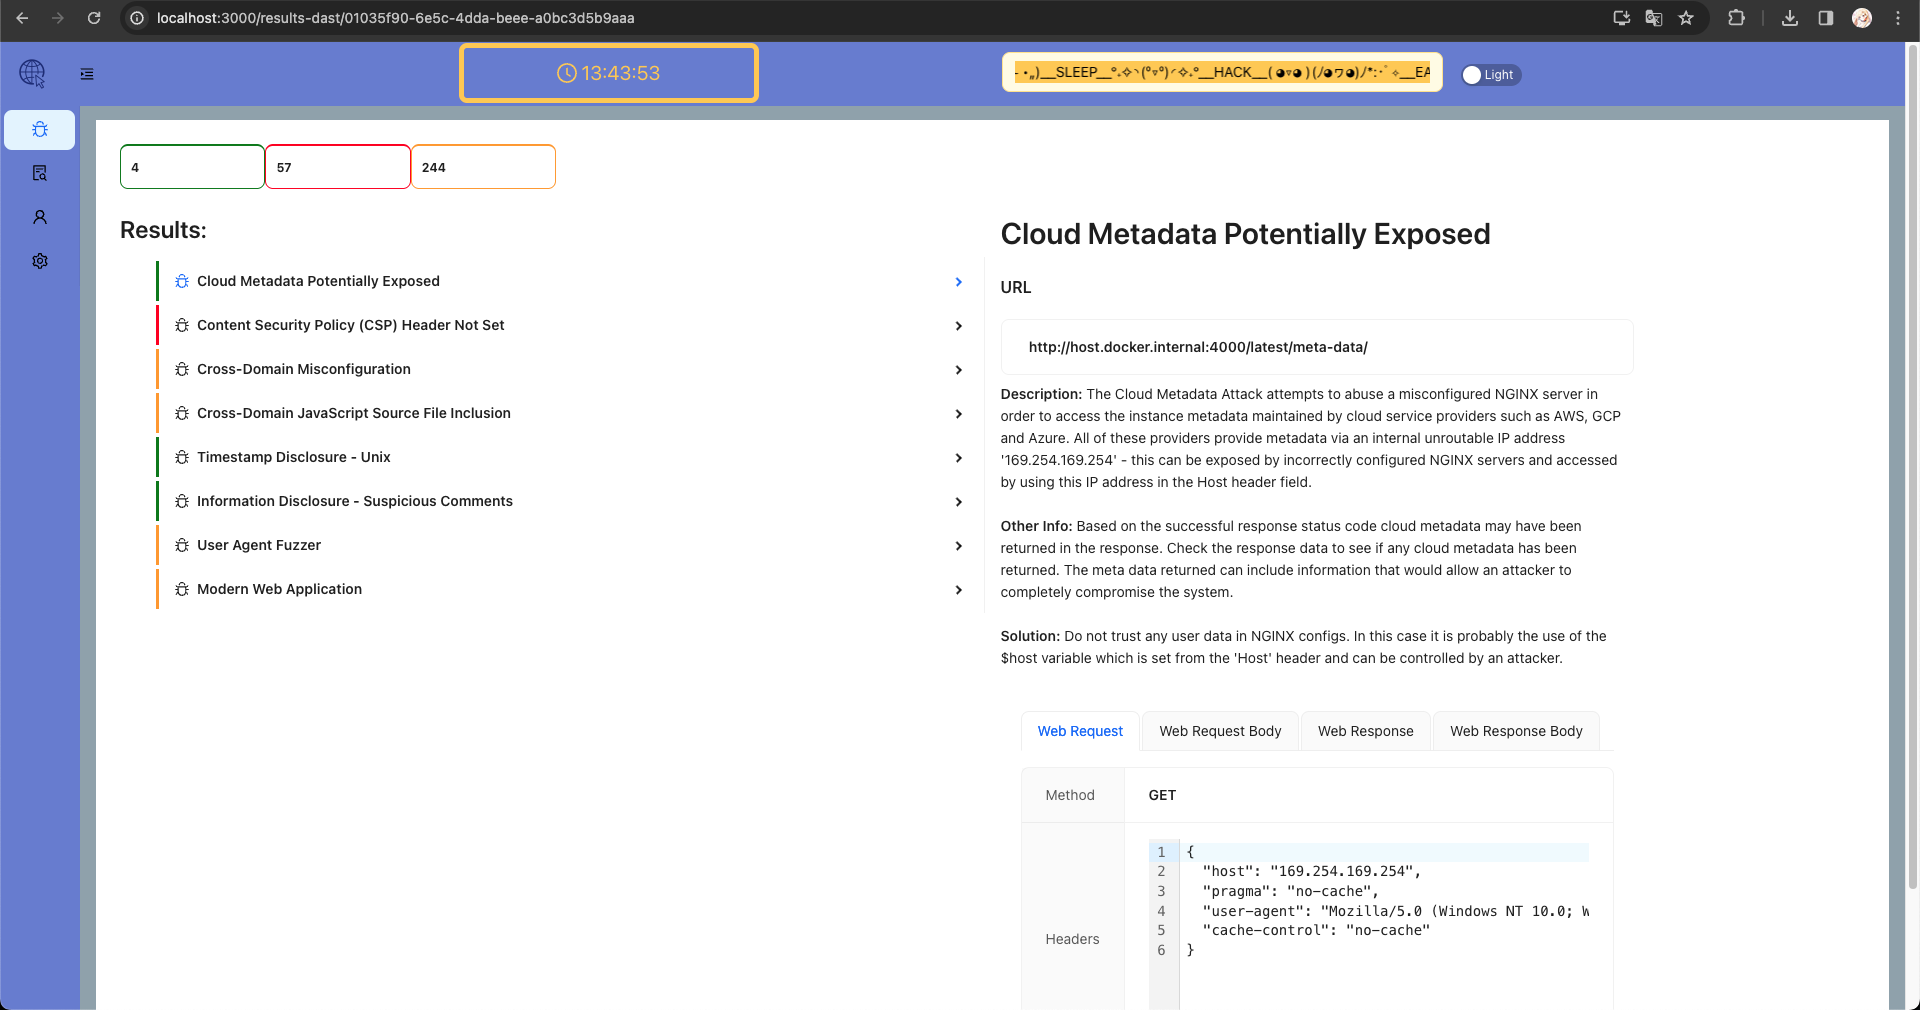 localhost:3000/results-dast/01035f90-6e5c-4dda-beee-a0bc3d5b9aaa
13:43:53
- •„)__SLEEP__°˖✧◝(°▿°)◜✧˖°__HACK__( ◕▿◕ )(ﾉ◕ヮ◕)ﾉ*:･ﾟ✧__EA
Light
4
57
244
Results:
Cloud Metadata Potentially Exposed
Content Security Policy (CSP) Header Not Set
Cross-Domain Misconfiguration
Cross-Domain JavaScript Source File Inclusion
Timestamp Disclosure - Unix
Information Disclosure - Suspicious Comments
User Agent Fuzzer
Modern Web Application
Cloud Metadata Potentially Exposed
URL
http://host.docker.internal:4000/latest/meta-data/
Description: The Cloud Metadata Attack attempts to abuse a misconfigured NGINX server in
order to access the instance metadata maintained by cloud service providers such as AWS, GCP
and Azure. All of these providers provide metadata via an internal unroutable IP address
'169.254.169.254' - this can be exposed by incorrectly configured NGINX servers and accessed
by using this IP address in the Host header field.
Other Info: Based on the successful response status code cloud metadata may have been
returned in the response. Check the response data to see if any cloud metadata has been
returned. The meta data returned can include information that would allow an attacker to
completely compromise the system.
Solution: Do not trust any user data in NGINX configs. In this case it is probably the use of the
$host variable which is set from the 'Host' header and can be controlled by an attacker.
Web Request
Web Request Body
Web Response
Web Response Body
Method
GET
Headers
1 {
2 "host": "169.254.169.254",
3 "pragma": "no-cache",
4 "user-agent": "Mozilla/5.0 (Windows NT 10.0; W
5 "cache-control": "no-cache"
6 }